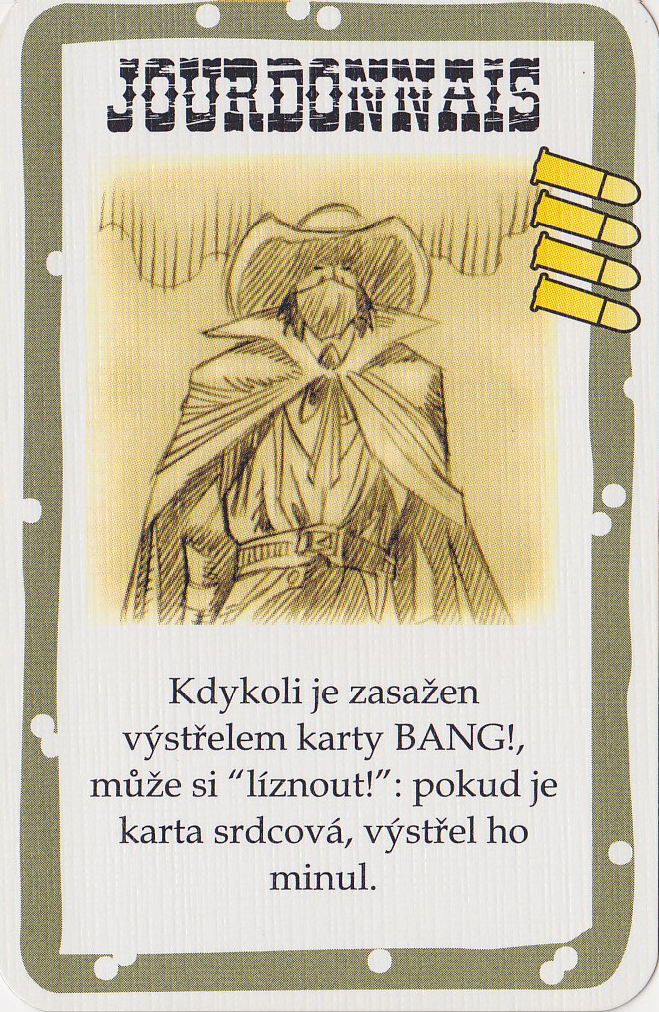 JOURDONNAIS
Kdykoli je zasažen
výstřelem karty BANG!,
může si “líznout!”: pokud je
karta srdcová, výstřel ho
minul.